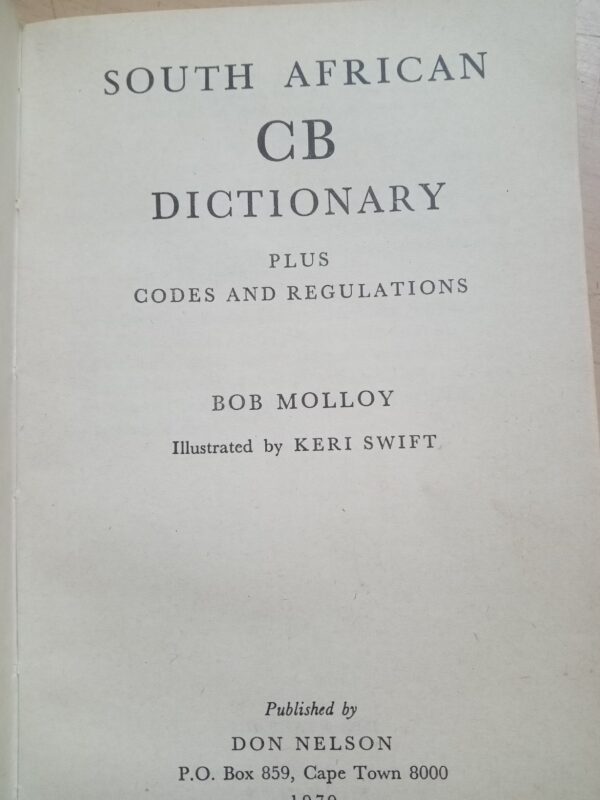 SOUTH AFRICAN
CB
DICTIONARY
PLUS
CODES AND REGULATIONS
BOB MOLLOY
Illustrated by KERI SWIFT
Published by
DON NELSON
P.O. Box 859, Cape Town 8000